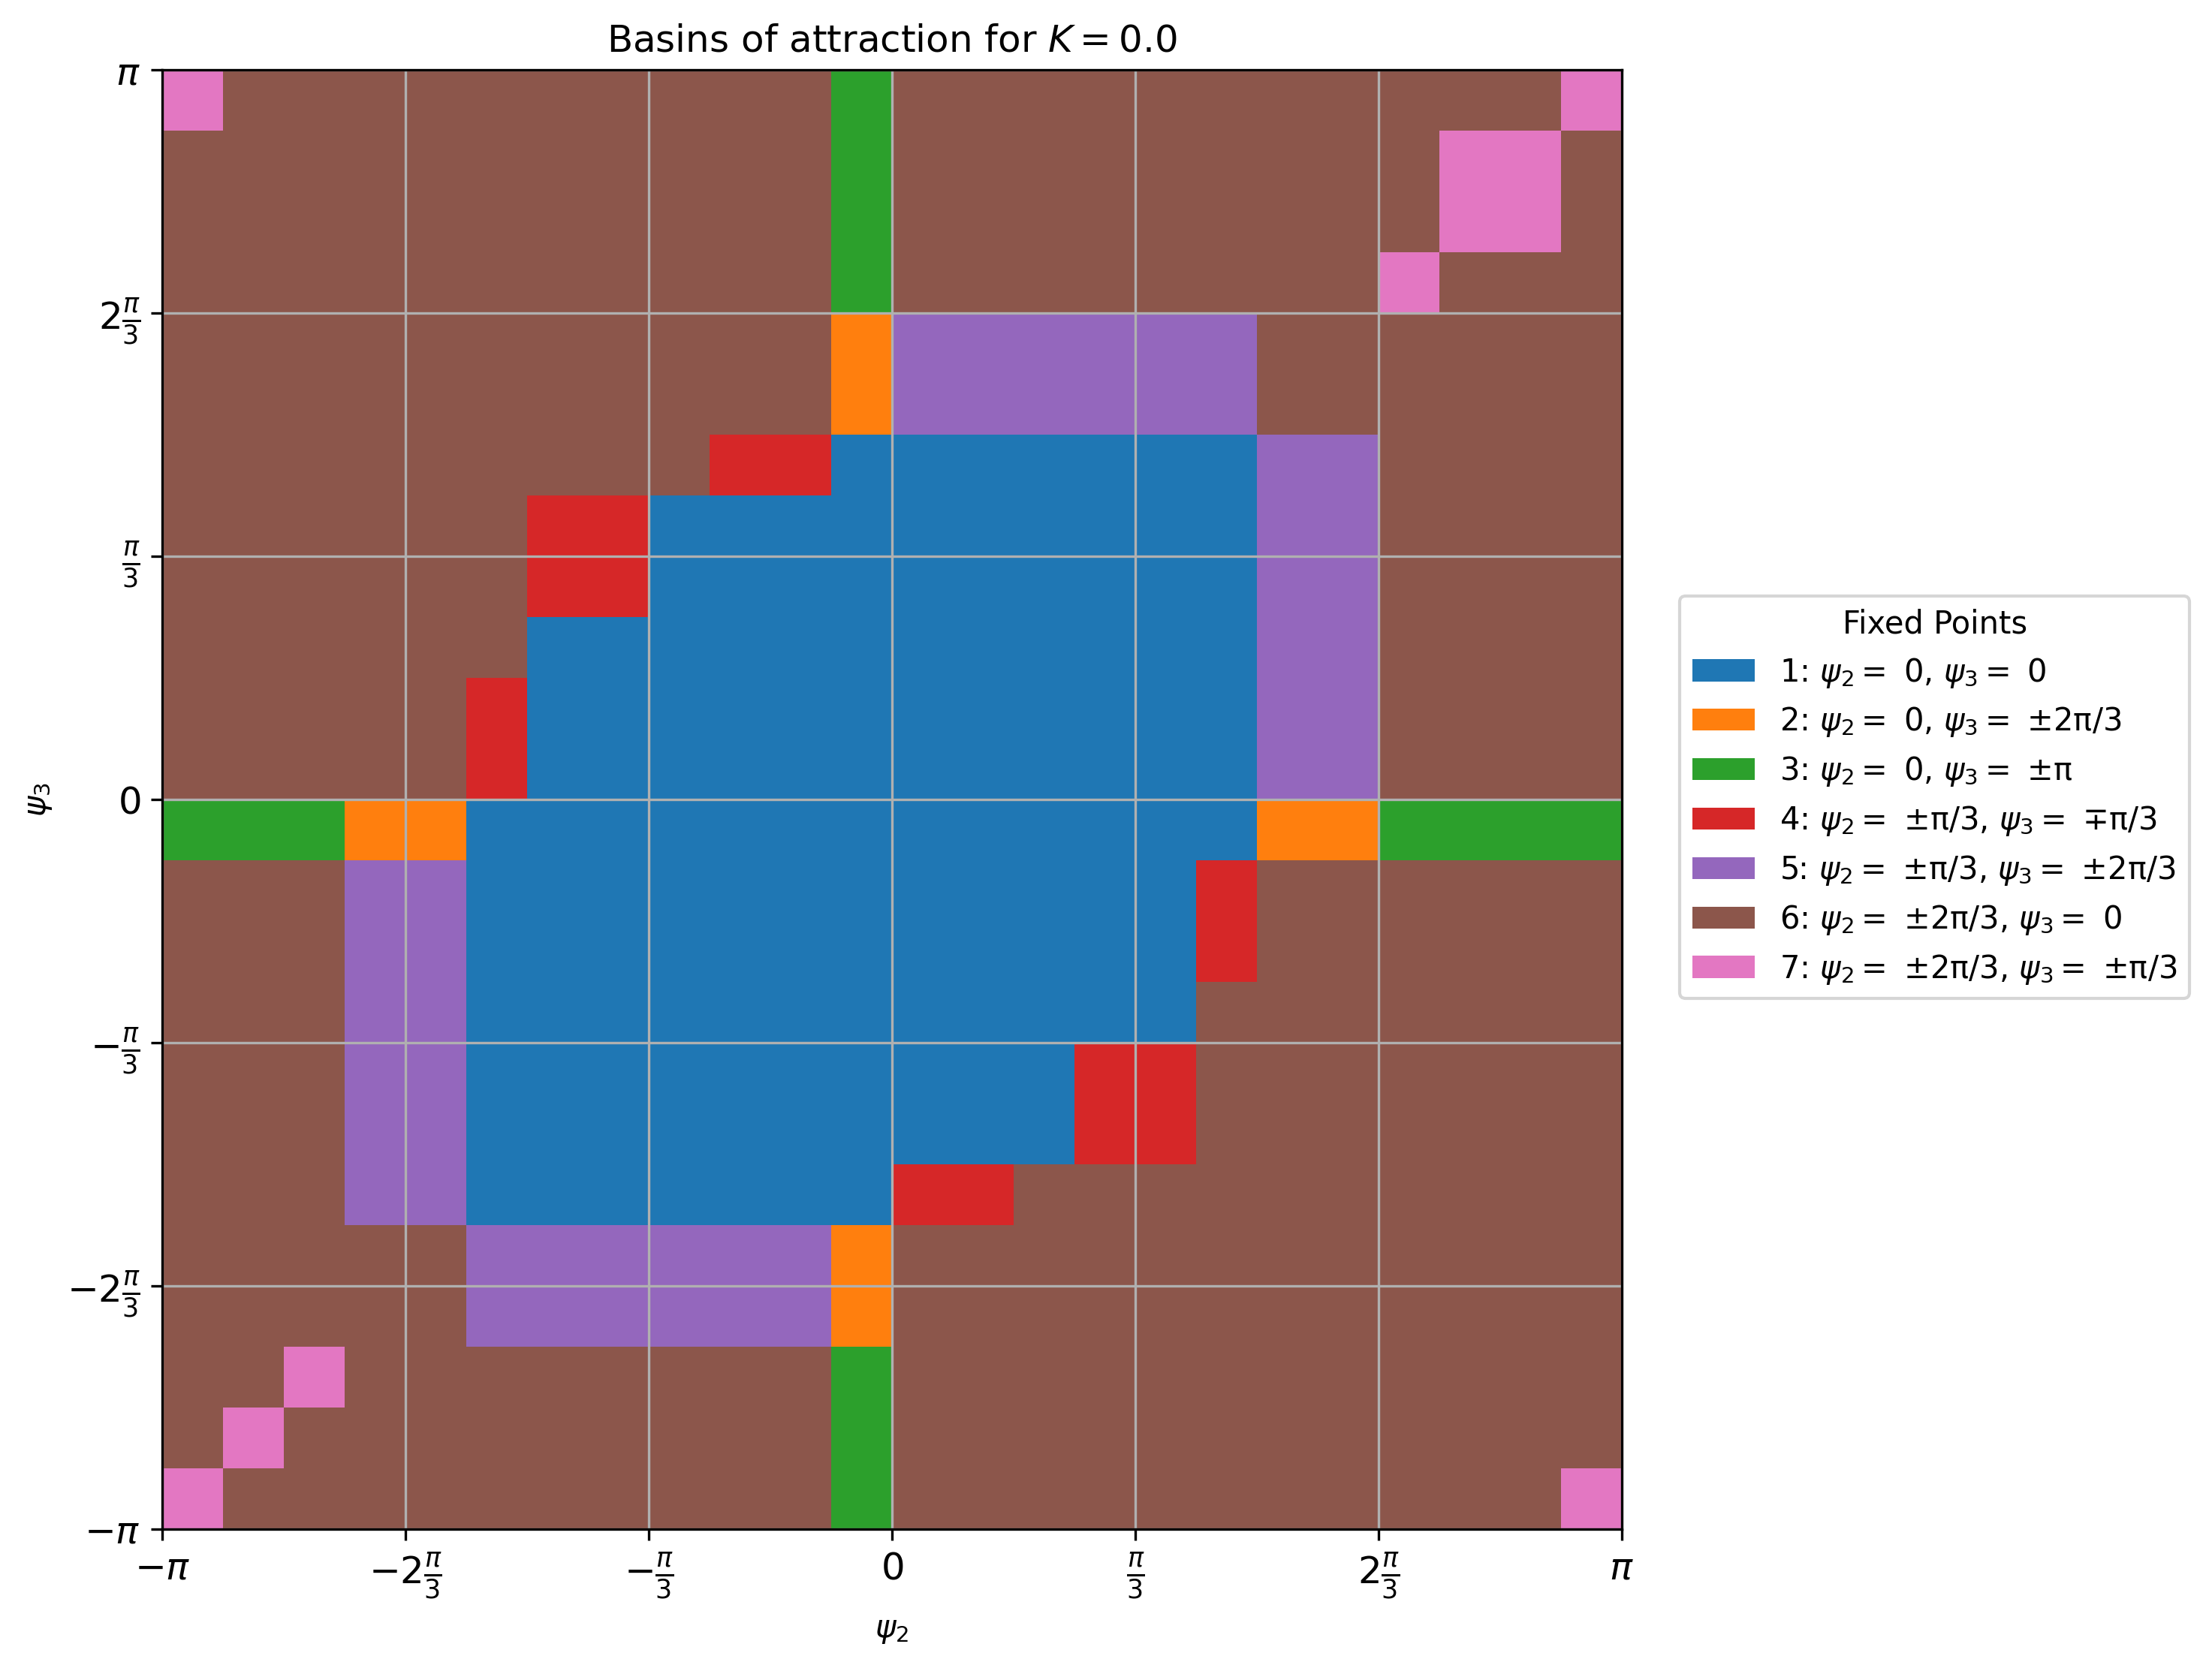 Basins of attraction for K = 0.0
π
2π/3
π/3
0
−π/3
−2π/3
−π
ψ₃
−π
−2π/3
−π/3
0
π/3
2π/3
π
ψ₂
Fixed Points
1: ψ₂ = 0, ψ₃ = 0
2: ψ₂ = 0, ψ₃ = ±2π/3
3: ψ₂ = 0, ψ₃ = ±π
4: ψ₂ = ±π/3, ψ₃ = ∓π/3
5: ψ₂ = ±π/3, ψ₃ = ±2π/3
6: ψ₂ = ±2π/3, ψ₃ = 0
7: ψ₂ = ±2π/3, ψ₃ = ±π/3